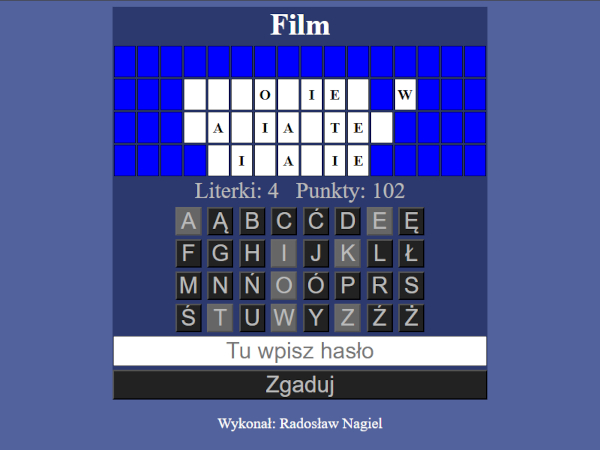 Film
O I E W
A I A T E
I A I E
Literki: 4 Punkty: 102
A Ą B C Ć D E Ę
F G H I J K L Ł
M N Ń O Ó P R S
Ś T U W Y Z Ź Ż
Tu wpisz hasło
Zgaduj
Wykonał: Radosław Nagiel